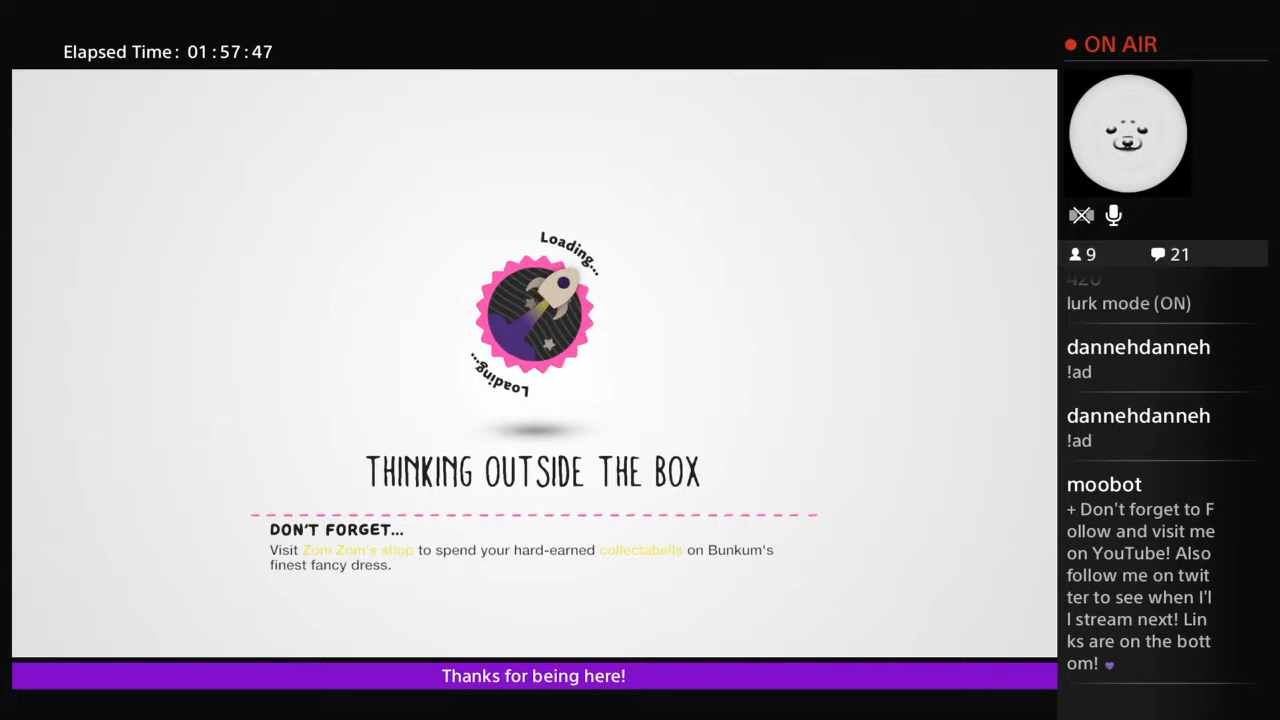 Elapsed Time: 01:57:47
ON AIR
Loading...
Loading...
THINKING OUTSIDE THE BOX
DON'T FORGET...
Visit Zom Zom's shop to spend your hard-earned collectabells on Bunkum's
finest fancy dress.
Thanks for being here!
9 21
420
lurk mode (ON)
dannehdanneh
!ad
dannehdanneh
!ad
moobot
+ Don't forget to F
ollow and visit me
on YouTube! Also
follow me on twit
ter to see when I'l
l stream next! Lin
ks are on the bott
om!